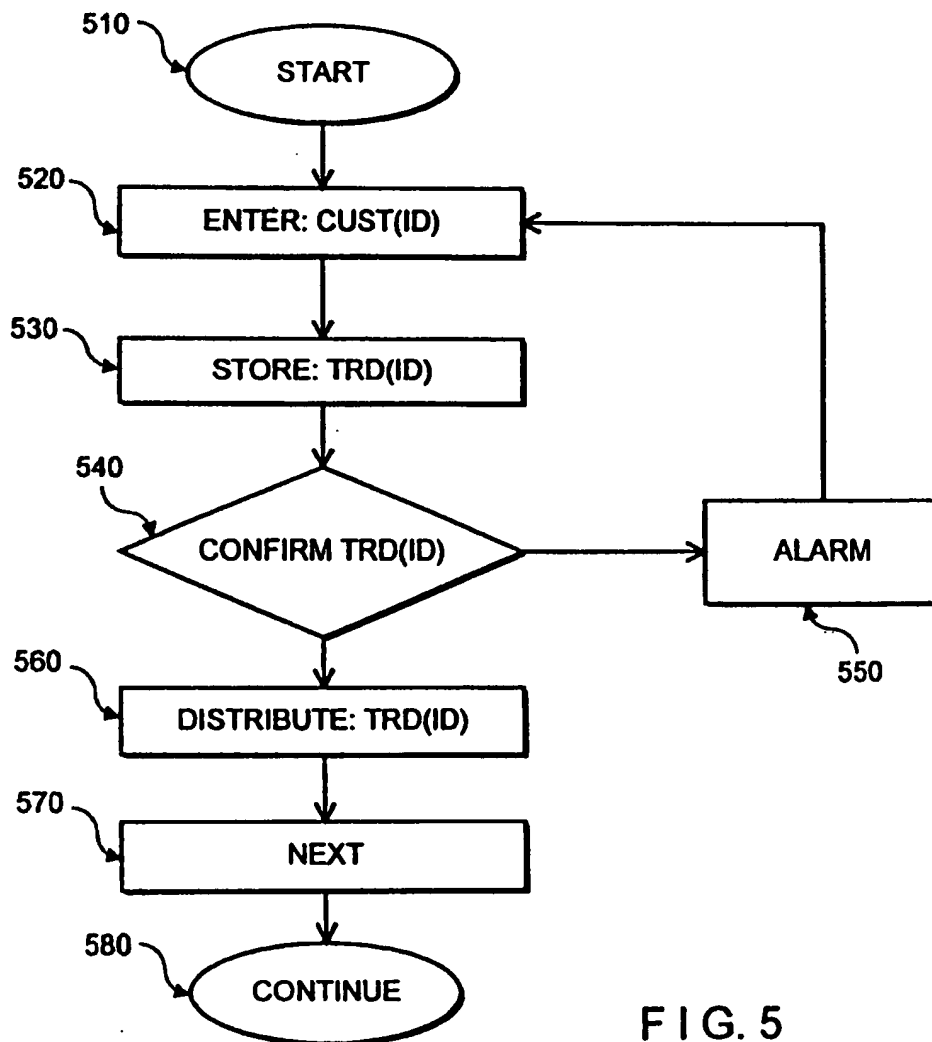 510
START
520
ENTER: CUST(ID)
530
STORE: TRD(ID)
540
CONFIRM TRD(ID)
ALARM
550
560
DISTRIBUTE: TRD(ID)
570
NEXT
580
CONTINUE
FIG. 5